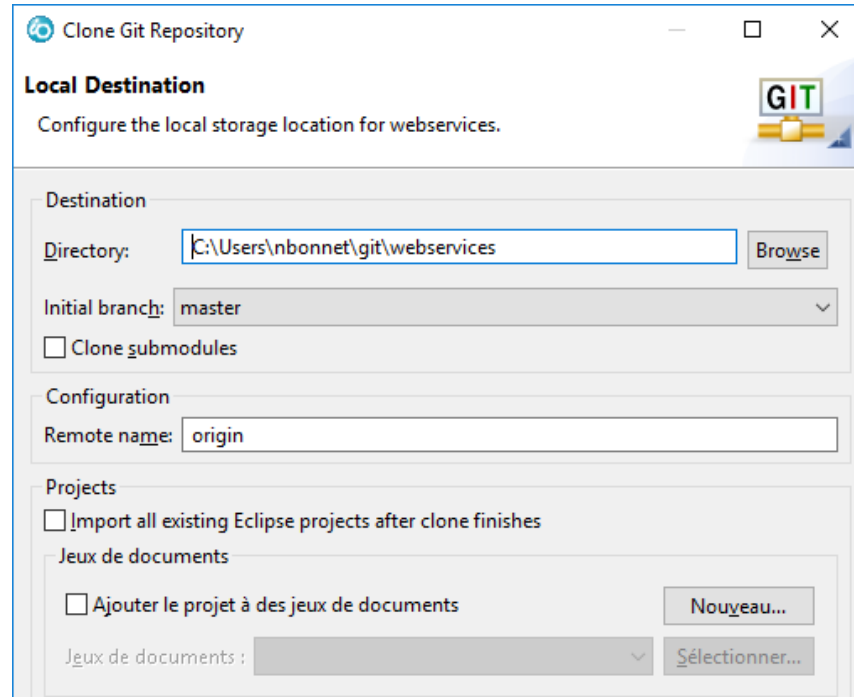 Clone Git Repository
Local Destination
Configure the local storage location for webservices.
GIT
Destination
Directory: C:\Users\nbonnet\git\webservices Browse
Initial branch: master
Clone submodules
Configuration
Remote name: origin
Projects
Import all existing Eclipse projects after clone finishes
Jeux de documents
Ajouter le projet à des jeux de documents Nouveau...
Jeux de documents : Sélectionner...